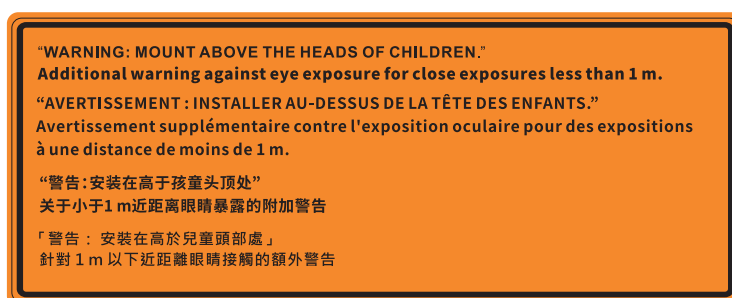 “WARNING: MOUNT ABOVE THE HEADS OF CHILDREN.”
Additional warning against eye exposure for close exposures less than 1 m.
“AVERTISSEMENT : INSTALLER AU-DESSUS DE LA TÊTE DES ENFANTS.”
Avertissement supplémentaire contre l'exposition oculaire pour des expositions
à une distance de moins de 1 m.
“警告：安装在高于孩童头顶处”
关于小于1 m近距离眼睛暴露的附加警告
「警告： 安裝在高於兒童頭部處」
針對 1 m 以下近距離眼睛接觸的額外警告